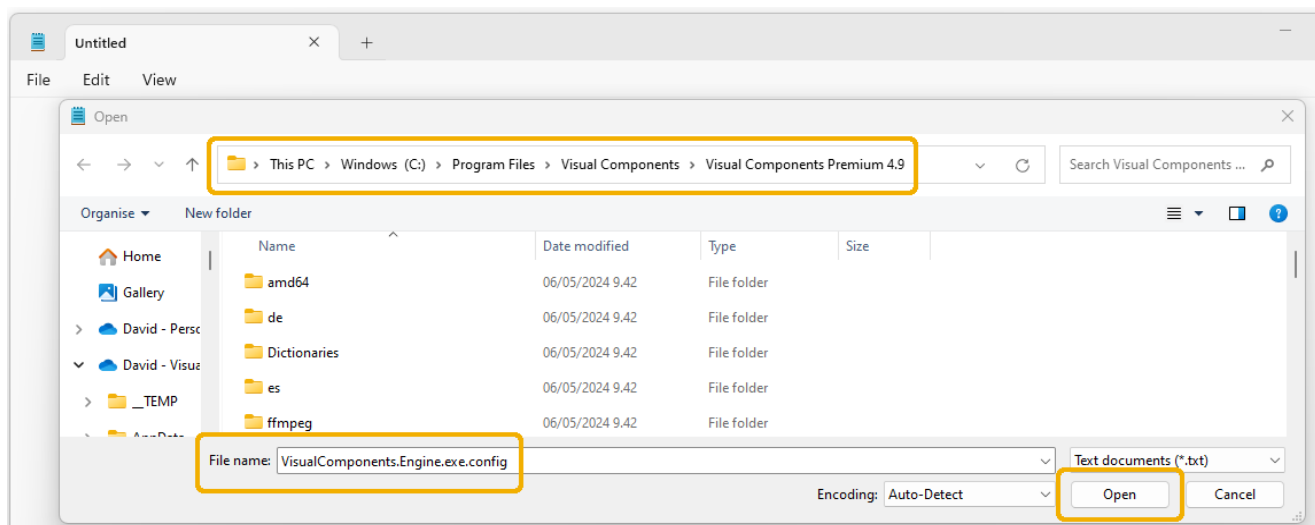 Untitled
File Edit View
Open
This PC > Windows (C:) > Program Files > Visual Components > Visual Components Premium 4.9
Search Visual Components ...
Organise New folder
Name Date modified Type Size
Home
Gallery
David - Perso
David - Visua
__TEMP
amd64 06/05/2024 9.42 File folder
de 06/05/2024 9.42 File folder
Dictionaries 06/05/2024 9.42 File folder
es 06/05/2024 9.42 File folder
ffmpeg 06/05/2024 9.42 File folder
File name: VisualComponents.Engine.exe.config
Text documents (*.txt)
Encoding: Auto-Detect
Open Cancel